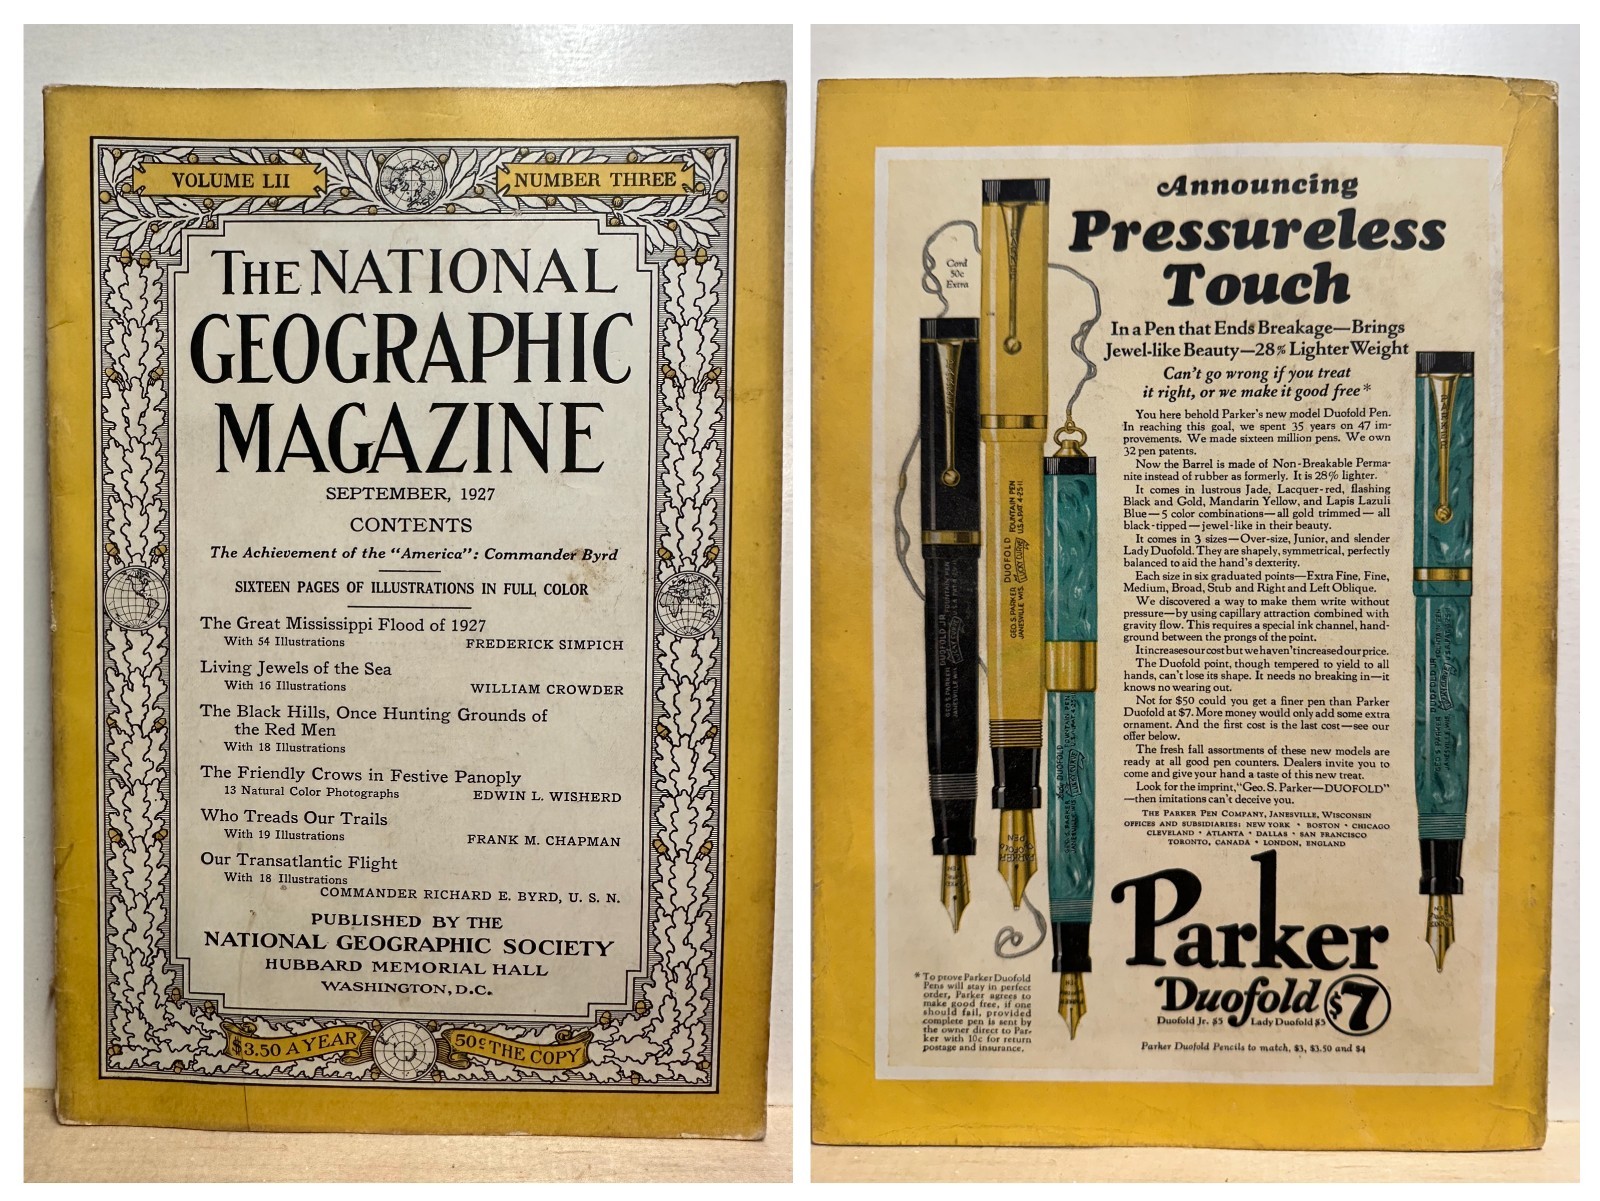 VOLUME LII
NUMBER THREE
THE NATIONAL
GEOGRAPHIC
MAGAZINE
SEPTEMBER, 1927
CONTENTS
The Achievement of the "America": Commander Byrd
SIXTEEN PAGES OF ILLUSTRATIONS IN FULL COLOR
The Great Mississippi Flood of 1927
With 54 Illustrations FREDERICK SIMPICH
Living Jewels of the Sea
With 16 Illustrations WILLIAM CROWDER
The Black Hills, Once Hunting Grounds of
the Red Men
With 18 Illustrations
The Friendly Crows in Festive Panoply
13 Natural Color Photographs EDWIN L. WISHERD
Who Treads Our Trails
With 19 Illustrations FRANK M. CHAPMAN
Our Transatlantic Flight
With 18 Illustrations
COMMANDER RICHARD E. BYRD, U. S. N.
PUBLISHED BY THE
NATIONAL GEOGRAPHIC SOCIETY
HUBBARD MEMORIAL HALL
WASHINGTON, D.C.
$3.50 A YEAR
50¢ THE COPY
Announcing
Pressureless
Touch
In a Pen that Ends Breakage—Brings
Jewel-like Beauty—28% Lighter Weight
Can't go wrong if you treat
it right, or we make it good free*
You here behold Parker's new model Duofold Pen.
In reaching this goal, we spent 35 years on 47 im-
provements. We made sixteen million pens. We own
32 pen patents.
Now the Barrel is made of Non-Breakable Perma-
nite instead of rubber as formerly. It is 28% lighter.
It comes in lustrous Jade, Lacquer-red, flashing
Black and Gold, Mandarin Yellow, and Lapis Lazuli
Blue—5 color combinations—all gold trimmed—all
black-tipped—jewel-like in their beauty.
It comes in 3 sizes—Over-size, Junior, and slender
Lady Duofold. They are shapely, symmetrical, perfectly
balanced to aid the hand's dexterity.
Each size in six graduated points—Extra Fine, Fine,
Medium, Broad, Stub and Right and Left Oblique.
We discovered a way to make them write without
pressure—by using capillary attraction combined with
gravity flow. This requires a special ink channel, hand-
ground between the prongs of the point.
It increases our cost but we haven't increased our price.
The Duofold point, though tempered to yield to all
hands, can't lose its shape. It needs no breaking in—it
knows no wearing out.
Not for $50 could you get a finer pen than Parker
Duofold at $7. More money would only add some extra
ornament. And the first cost is the last cost—see our
offer below.
The fresh fall assortments of these new models are
ready at all good pen counters. Dealers invite you to
come and give your hand a taste of this new treat.
Look for the imprint, "Geo. S. Parker—DUOFOLD"
—then imitations can't deceive you.
THE PARKER PEN COMPANY, JANESVILLE, WISCONSIN
OFFICES AND SUBSIDIARIES: NEW YORK • BOSTON • CHICAGO
CLEVELAND • ATLANTA • DALLAS • SAN FRANCISCO
TORONTO, CANADA • LONDON, ENGLAND
Parker
Duofold $7
Duofold Jr. $5 Lady Duofold $5
Parker Duofold Pencils to match, $3, $3.50 and $4
Cord
50c
Extra
GEO. S. PARKER DUOFOLD FOUNTAIN PEN
JANESVILLE WIS. LUCKY CURVE U.S.A. PAT. 4-25-11
* To prove Parker Duofold
Pens will stay in perfect
order, Parker agrees to
make good free, if one
should fail, provided
complete pen is sent by
the owner direct to Par-
ker with 10c for return
postage and insurance.